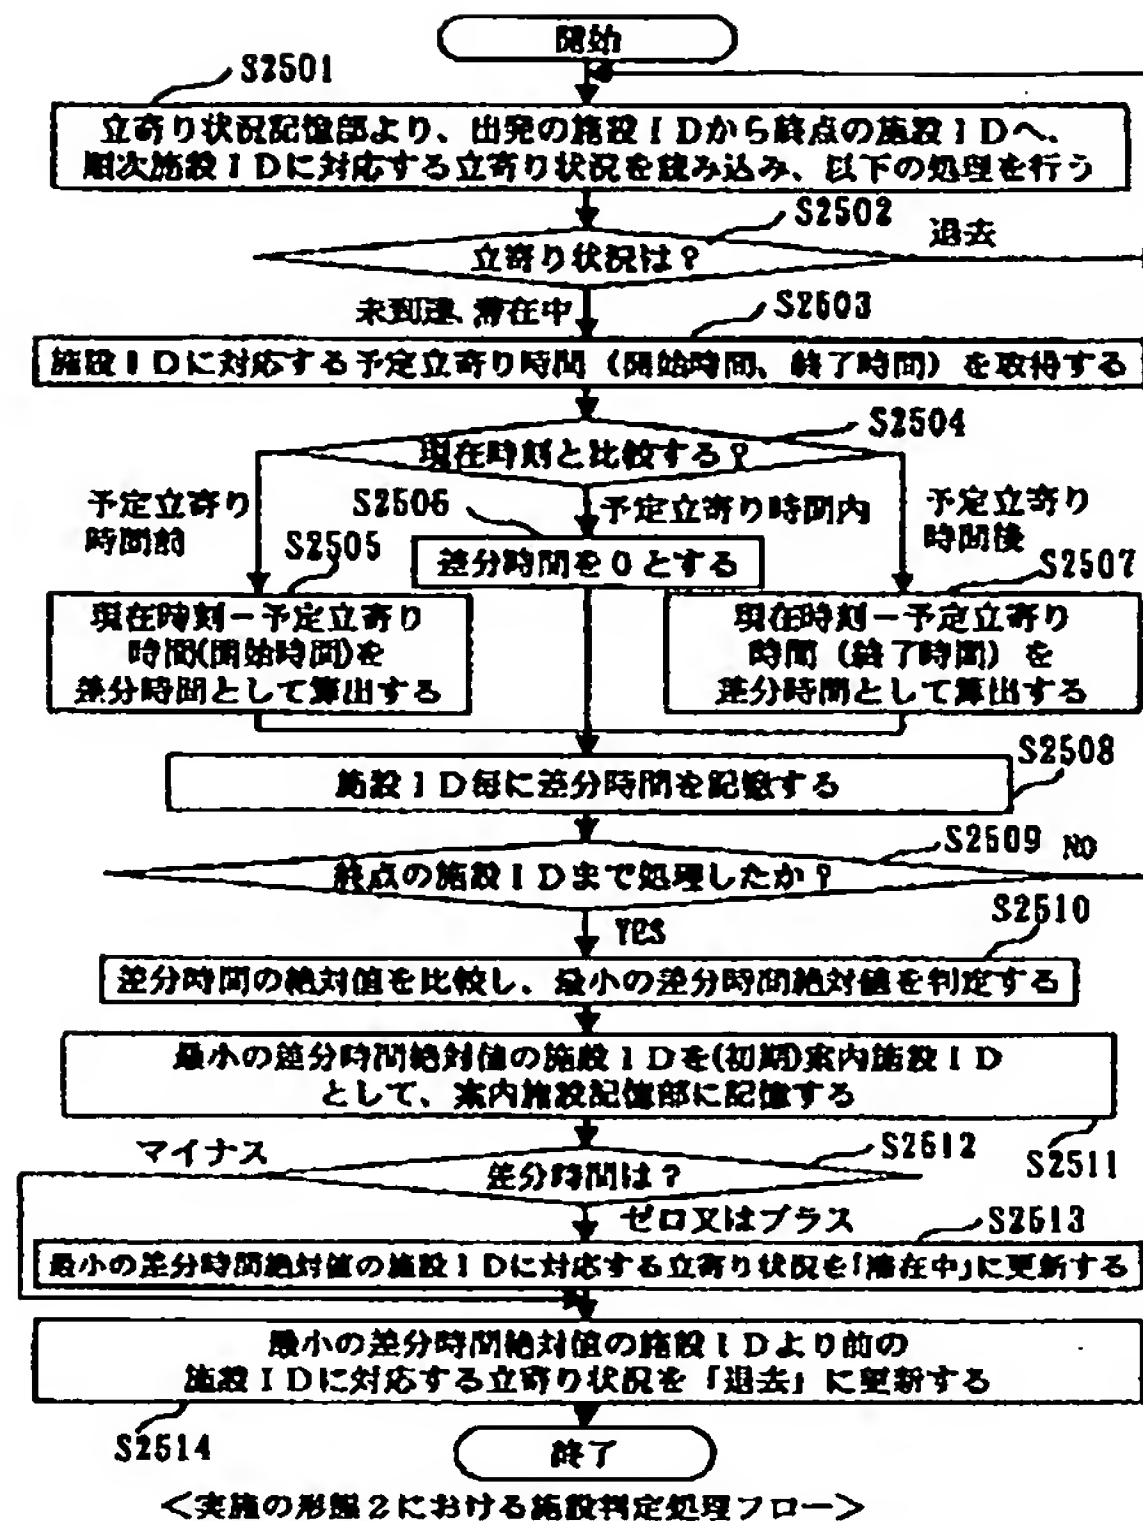 開始
S2501
立寄り状況記憶部より、出発の施設IDから終点の施設IDへ、
順次施設IDに対応する立寄り状況を読み込み、以下の処理を行う
S2502
退去
立寄り状況は?
未到達、滞在中
S2503
施設IDに対応する予定立寄り時間(開始時間、終了時間)を取得する
S2504
現在時刻と比較する?
予定立寄り
時間前
S2506
予定立寄り時間内
予定立寄り
時間後
S2505
差分時間を0とする
S2507
現在時刻-予定立寄り
時間(開始時間)を
差分時間として算出する
現在時刻-予定立寄り
時間(終了時間)を
差分時間として算出する
S2508
施設ID毎に差分時間を記憶する
S2509
NO
終点の施設IDまで処理したか?
YES
S2510
差分時間の絶対値を比較し、最小の差分時間絶対値を判定する
最小の差分時間絶対値の施設IDを(初期)案内施設ID
として、案内施設記憶部に記憶する
S2511
マイナス
S2512
差分時間は?
ゼロ又はプラス
S2513
最小の差分時間絶対値の施設IDに対応する立寄り状況を「滞在中」に更新する
最小の差分時間絶対値の施設IDより前の
施設IDに対応する立寄り状況を「退去」に更新する
S2514
終了
<実施の形態2における施設判定処理フロー>